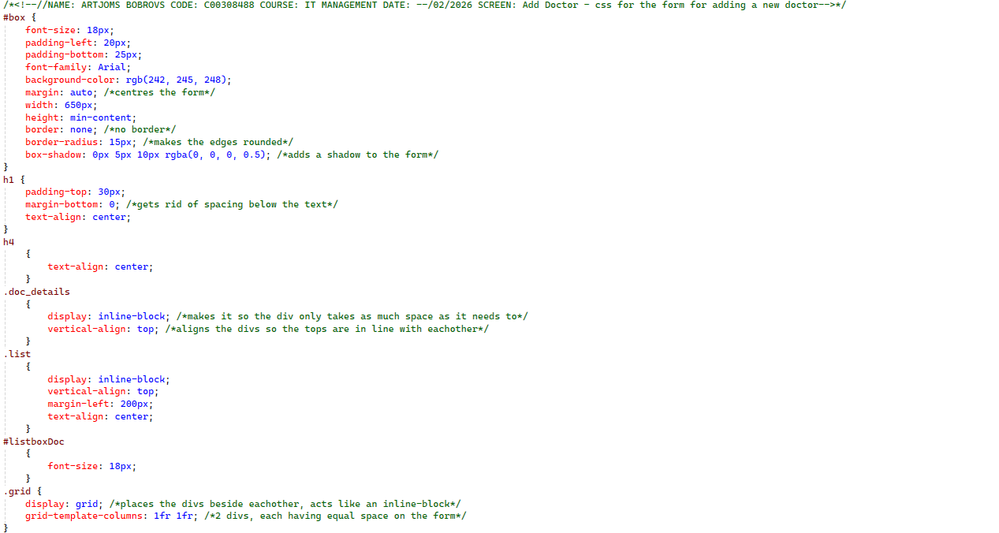 /*<!--//NAME: ARTJOMS BOBROVS CODE: C00308488 COURSE: IT MANAGEMENT DATE: --/02/2026 SCREEN: Add Doctor - css for the form for adding a new doctor-->*/
#box {
    font-size: 18px;
    padding-left: 20px;
    padding-bottom: 25px;
    font-family: Arial;
    background-color: rgb(242, 245, 248);
    margin: auto; /*centres the form*/
    width: 650px;
    height: min-content;
    border: none; /*no border*/
    border-radius: 15px; /*makes the edges rounded*/
    box-shadow: 0px 5px 10px rgba(0, 0, 0, 0.5); /*adds a shadow to the form*/
}
h1 {
    padding-top: 30px;
    margin-bottom: 0; /*gets rid of spacing below the text*/
    text-align: center;
}
h4
    {
        text-align: center;
    }
.doc_details
    {
        display: inline-block; /*makes it so the div only takes as much space as it needs to*/
        vertical-align: top; /*aligns the divs so the tops are in line with eachother*/
    }
.list
    {
        display: inline-block;
        vertical-align: top;
        margin-left: 200px;
        text-align: center;
    }
#listboxDoc
    {
        font-size: 18px;
    }
.grid {
    display: grid; /*places the divs beside eachother, acts like an inline-block*/
    grid-template-columns: 1fr 1fr; /*2 divs, each having equal space on the form*/
}